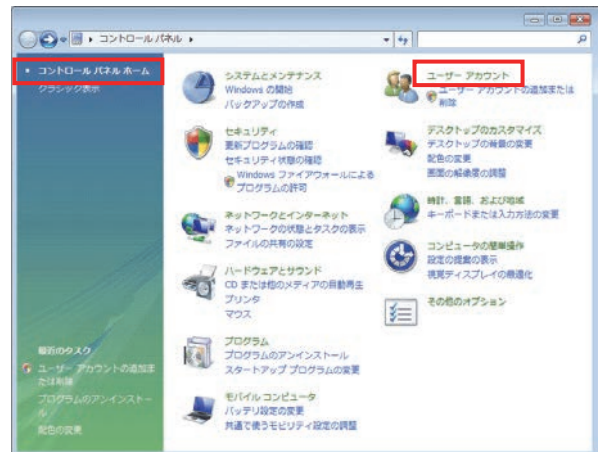 コントロール パネル
コントロール パネル ホーム
クラシック表示
システムとメンテナンス
Windows の開始
バックアップの作成
セキュリティ
更新プログラムの確認
セキュリティ状態の確認
Windows ファイアウォールによる
プログラムの許可
ネットワークとインターネット
ネットワークの状態とタスクの表示
ファイルの共有の設定
ハードウェアとサウンド
CD または他のメディアの自動再生
プリンタ
マウス
プログラム
プログラムのアンインストール
スタートアップ プログラムの変更
モバイル コンピュータ
バッテリ設定の変更
共通で使うモビリティ設定の調整
ユーザー アカウント
ユーザー アカウントの追加または
削除
デスクトップのカスタマイズ
デスクトップの背景の変更
配色の変更
画面の解像度の調整
時計、言語、および地域
キーボードまたは入力方法の変更
コンピュータの簡単操作
設定の提案の表示
視覚ディスプレイの最適化
その他のオプション
最近のタスク
ユーザー アカウントの追加ま
たは削除
プログラムのアンインストー
ル
配色の変更